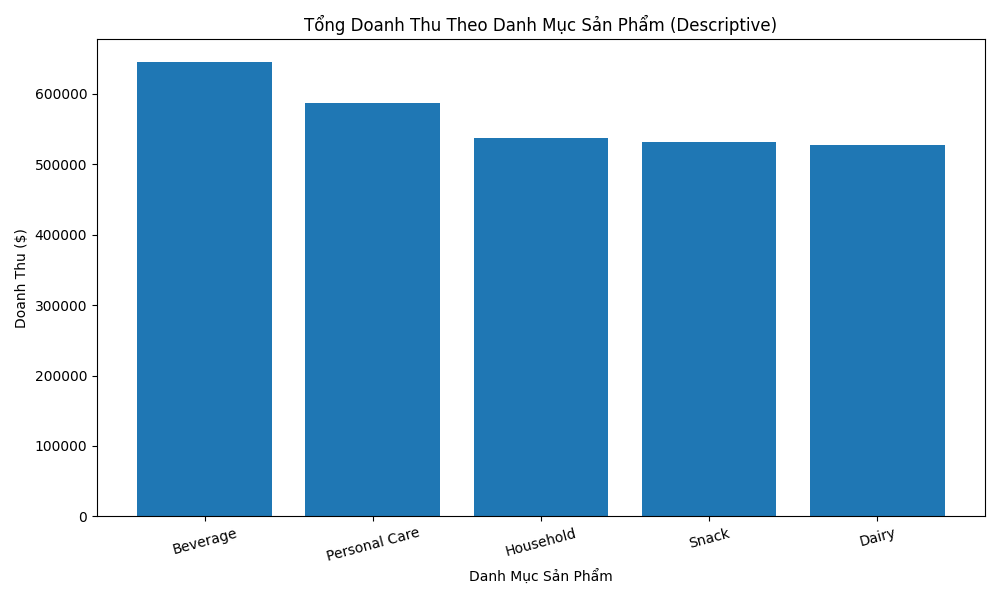 Tổng Doanh Thu Theo Danh Mục Sản Phẩm (Descriptive)
Doanh Thu ($)
600000
500000
400000
300000
200000
100000
0
Beverage
Personal Care
Household
Snack
Dairy
Danh Mục Sản Phẩm